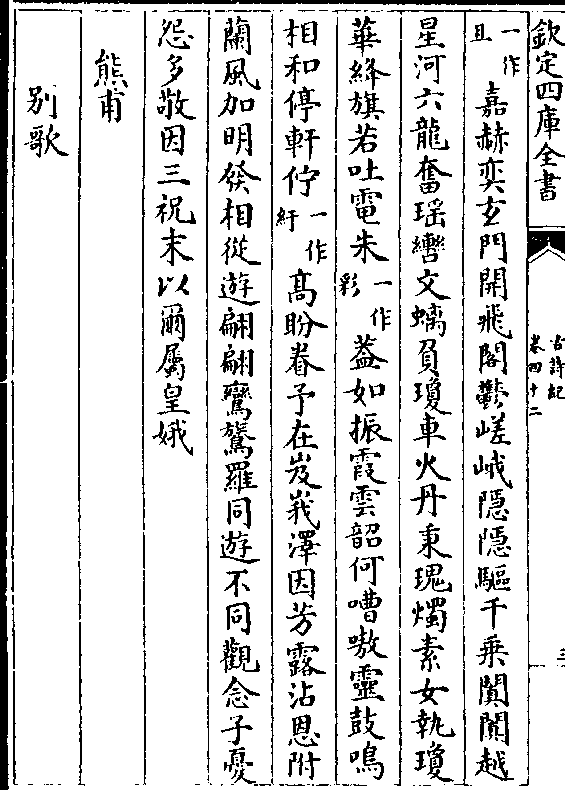 欽定四庫全書
古詩紀
卷四十二
三
一作且嘉赫奕玄門開飛閣鬱嵯峨隱隱驅千乘闐闐越
星河六龍奮瑶轡文螭負瓊車火丹秉瑰燭素女執瓊
華絳旗若吐電朱一作彩葢如振霞雲韶何嘈嗷靈鼓鳴
相和停軒佇一作紆髙盼眷予在岌峩澤因芳露沾恩附
蘭風加明發相從遊翩翩鸞鷟羅同遊不同觀念子憂
怨多敬因三祝末以爾屬皇娥
熊甫
别歌